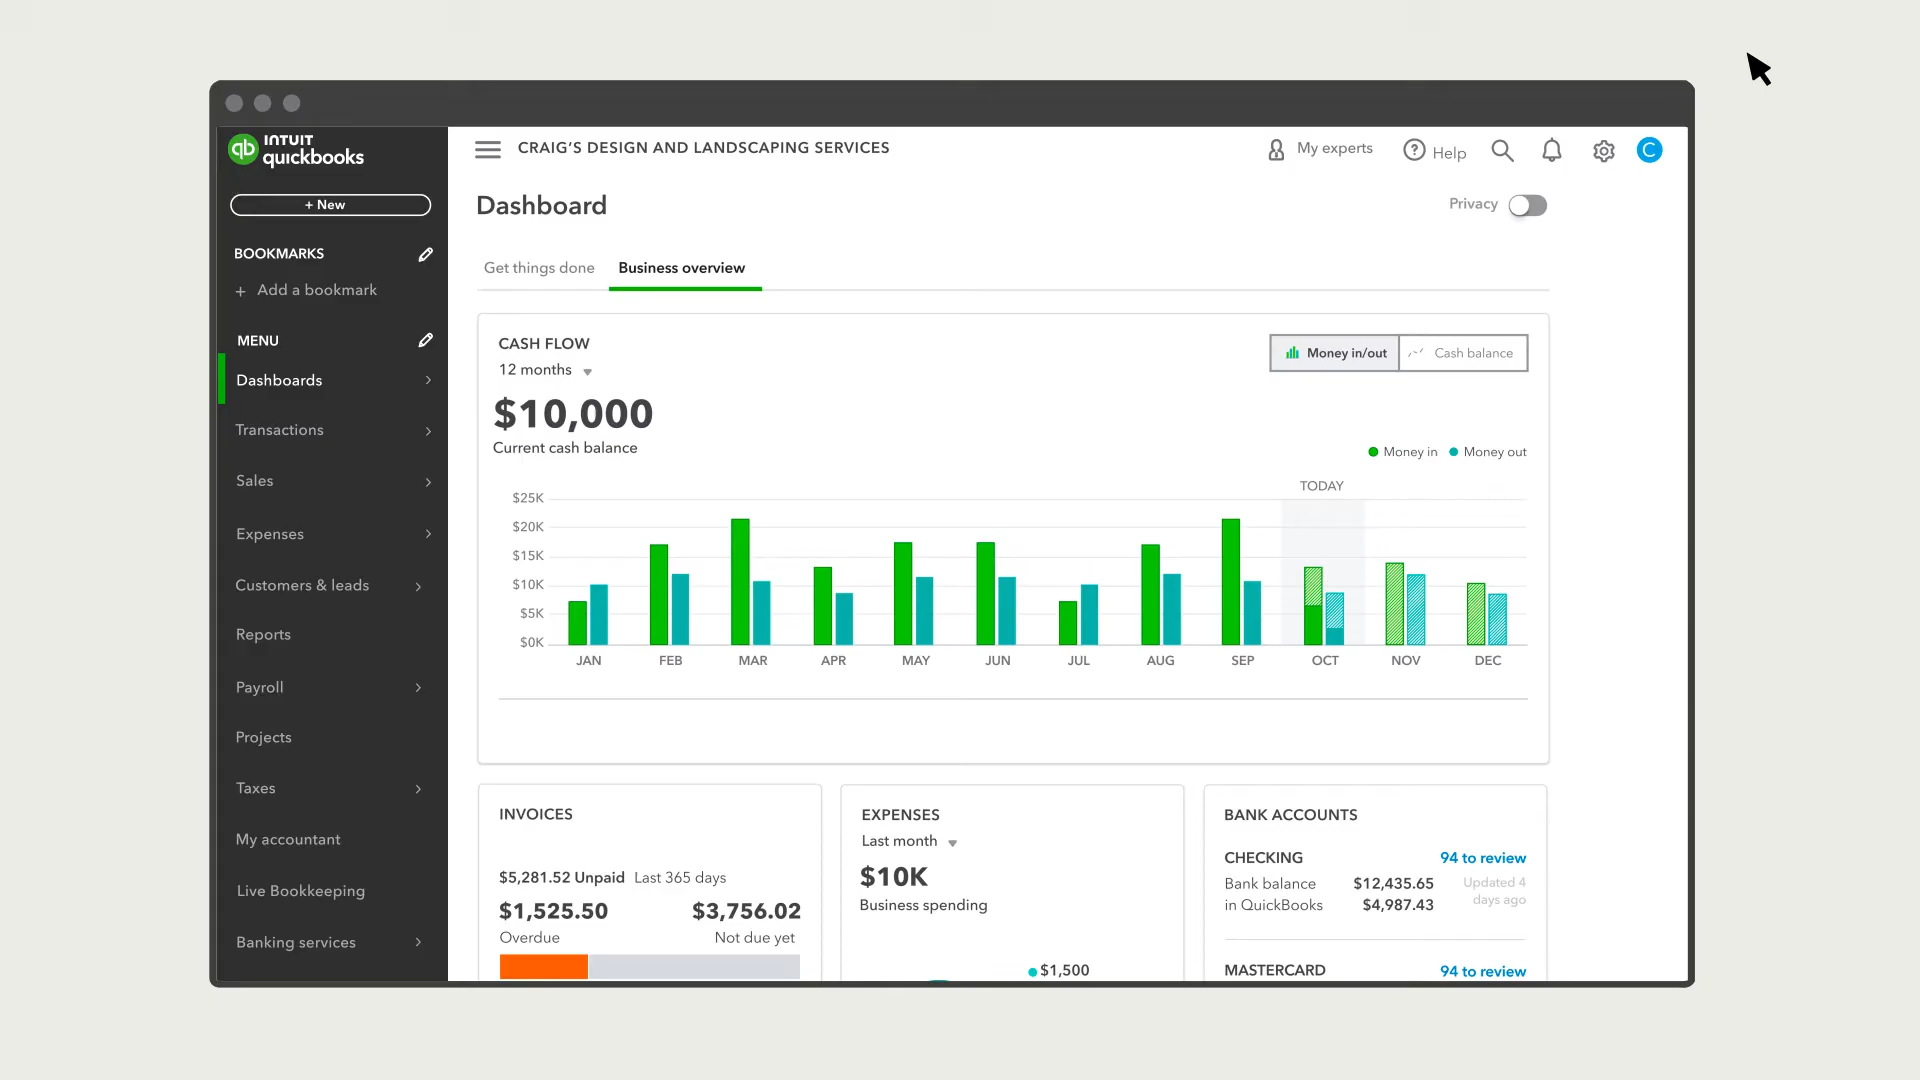 INTUIT
quickbooks
+ New
BOOKMARKS
+ Add a bookmark
MENU
Dashboards
Transactions
Sales
Expenses
Customers & leads
Reports
Payroll
Projects
Taxes
My accountant
Live Bookkeeping
Banking services
CRAIG'S DESIGN AND LANDSCAPING SERVICES
My experts
? Help
C
Dashboard
Privacy
Get things done
Business overview
CASH FLOW
12 months
Money in/out
Cash balance
$10,000
Current cash balance
Money in
Money out
TODAY
$25K
$20K
$15K
$10K
$5K
$0K
JAN FEB MAR APR MAY JUN JUL AUG SEP OCT NOV DEC
INVOICES
$5,281.52 Unpaid Last 365 days
$1,525.50 $3,756.02
Overdue Not due yet
EXPENSES
Last month
$10K
Business spending
$1,500
BANK ACCOUNTS
CHECKING 94 to review
Bank balance $12,435.65 Updated 4
in QuickBooks $4,987.43 days ago
MASTERCARD 94 to review